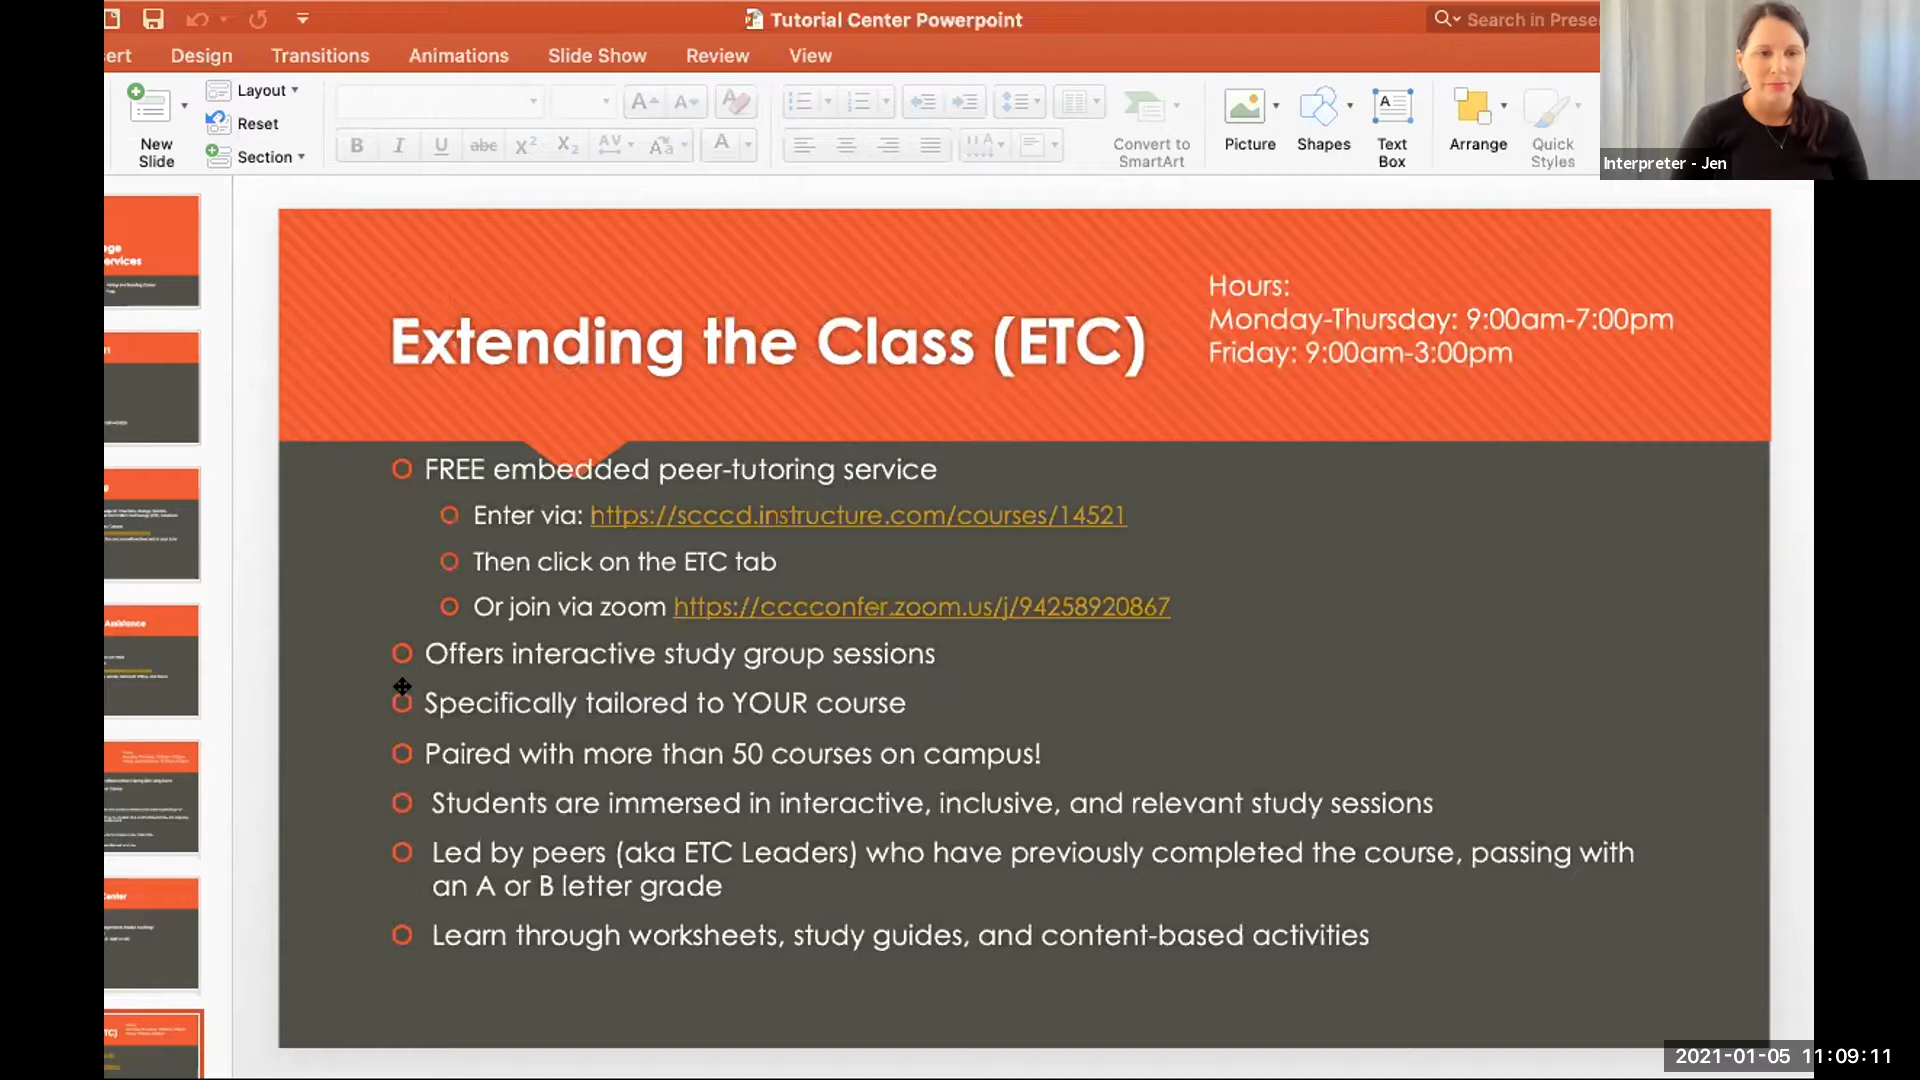 Tutorial Center Powerpoint
Search in Prese
ert Design Transitions Animations Slide Show Review View
New Slide
Layout
Reset
Section
Convert to SmartArt
Picture
Shapes
Text Box
Arrange
Quick Styles
Interpreter - Jen
Extending the Class (ETC)
Hours:
Monday-Thursday: 9:00am-7:00pm
Friday: 9:00am-3:00pm
FREE embedded peer-tutoring service
Enter via: https://scccd.instructure.com/courses/14521
Then click on the ETC tab
Or join via zoom https://cccconfer.zoom.us/j/94258920867
Offers interactive study group sessions
Specifically tailored to YOUR course
Paired with more than 50 courses on campus!
Students are immersed in interactive, inclusive, and relevant study sessions
Led by peers (aka ETC Leaders) who have previously completed the course, passing with
an A or B letter grade
Learn through worksheets, study guides, and content-based activities
2021-01-05 11:09:11